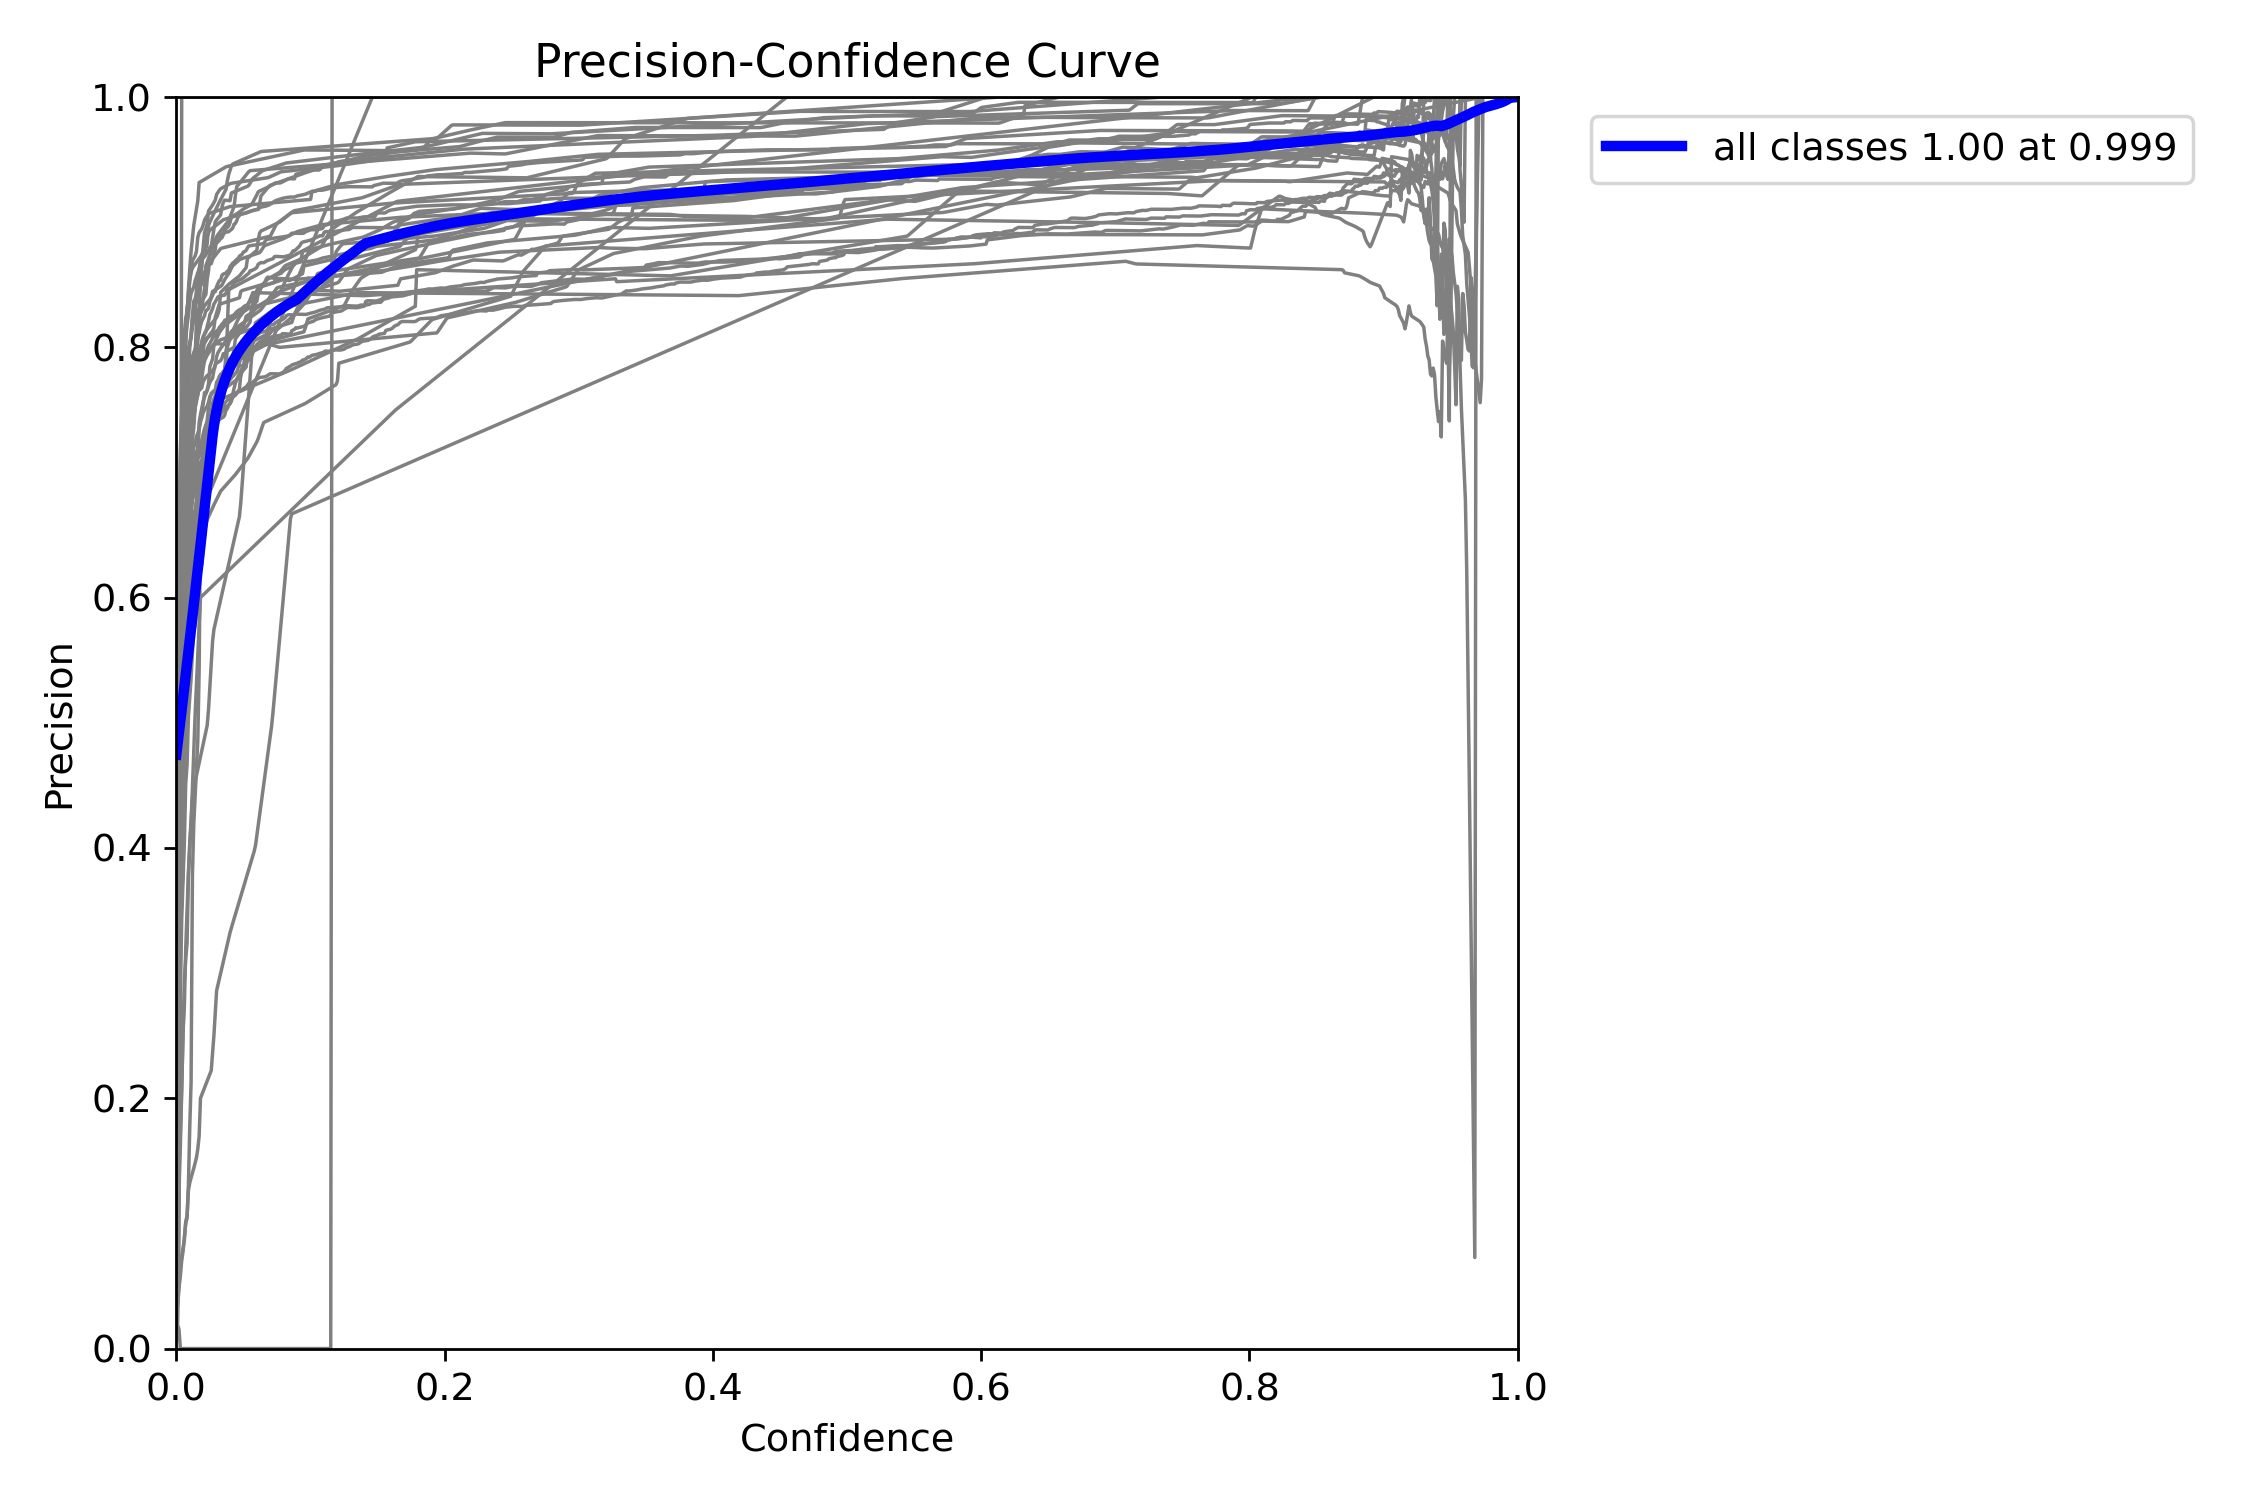 Precision-Confidence Curve
all classes 1.00 at 0.999
1.0
0.8
0.6
0.4
0.2
0.0
Precision
0.0 0.2 0.4 0.6 0.8 1.0
Confidence